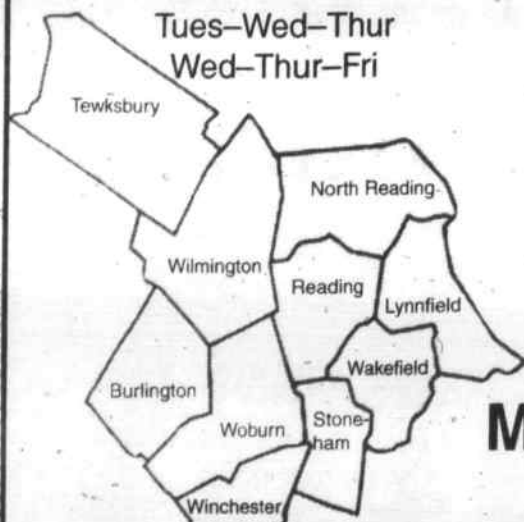 Tues–Wed–Thur
Wed–Thur–Fri
Tewksbury
North Reading
Wilmington
Reading
Lynnfield
Burlington
Wakefield
Woburn
Stone-
ham
M
Winchester